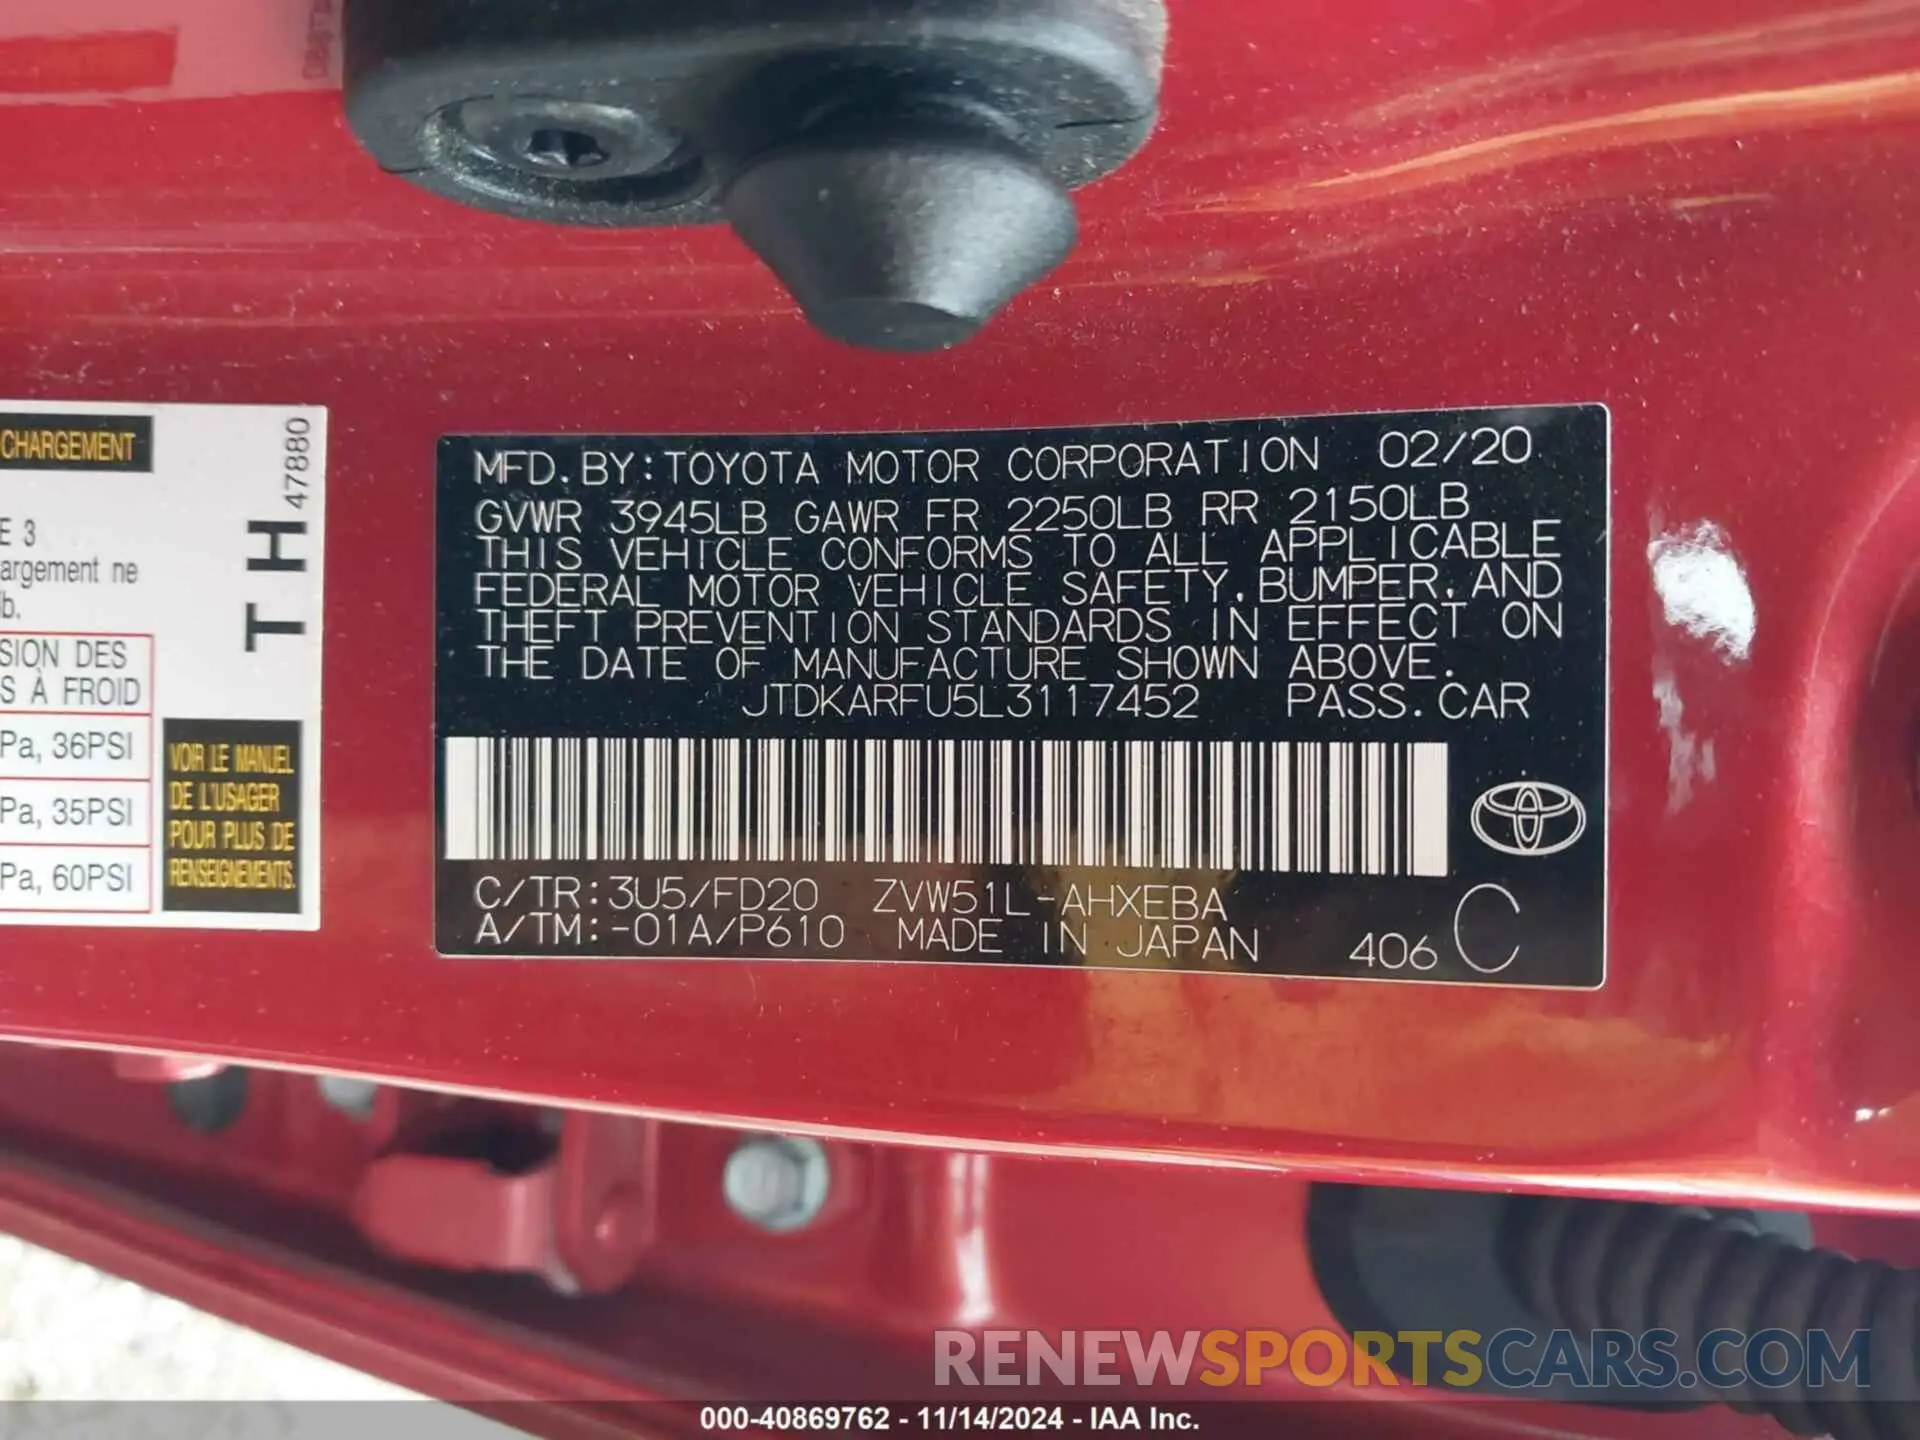 CHARGEMENT
TH
47880
E 3
argement ne
lb.
SION DES
S À FROID
Pa, 36PSI
Pa, 35PSI
Pa, 60PSI
VOIR LE MANUEL
DE L'USAGER
POUR PLUS DE
RENSEIGNEMENTS.
MFD. BY: TOYOTA MOTOR CORPORATION 02/20
GVWR 3945LB GAWR FR 2250LB RR 2150LB
THIS VEHICLE CONFORMS TO ALL APPLICABLE
FEDERAL MOTOR VEHICLE SAFETY, BUMPER, AND
THEFT PREVENTION STANDARDS IN EFFECT ON
THE DATE OF MANUFACTURE SHOWN ABOVE.
JTDKARFU5L3117452 PASS. CAR
C/TR: 3U5/FD20 ZVW51L-AHXEBA
A/TM: -01A/P610 MADE IN JAPAN 406 C
RENEWSPORTSCARS.COM
000-40869762 - 11/14/2024 - IAA Inc.